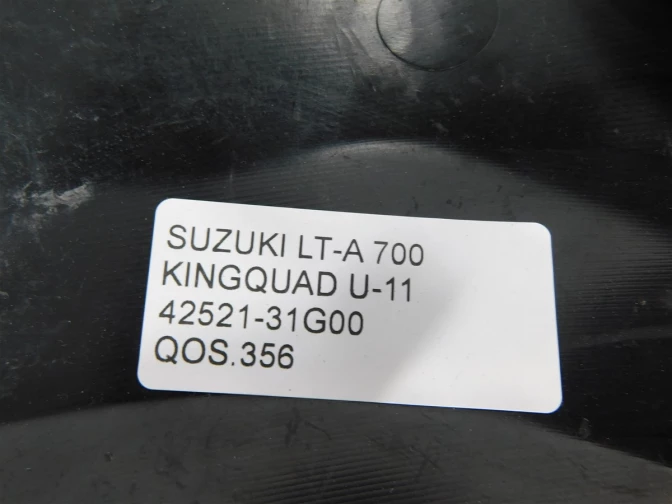 SUZUKI LT-A 700
KINGQUAD U-11
42521-31G00
QOS.356